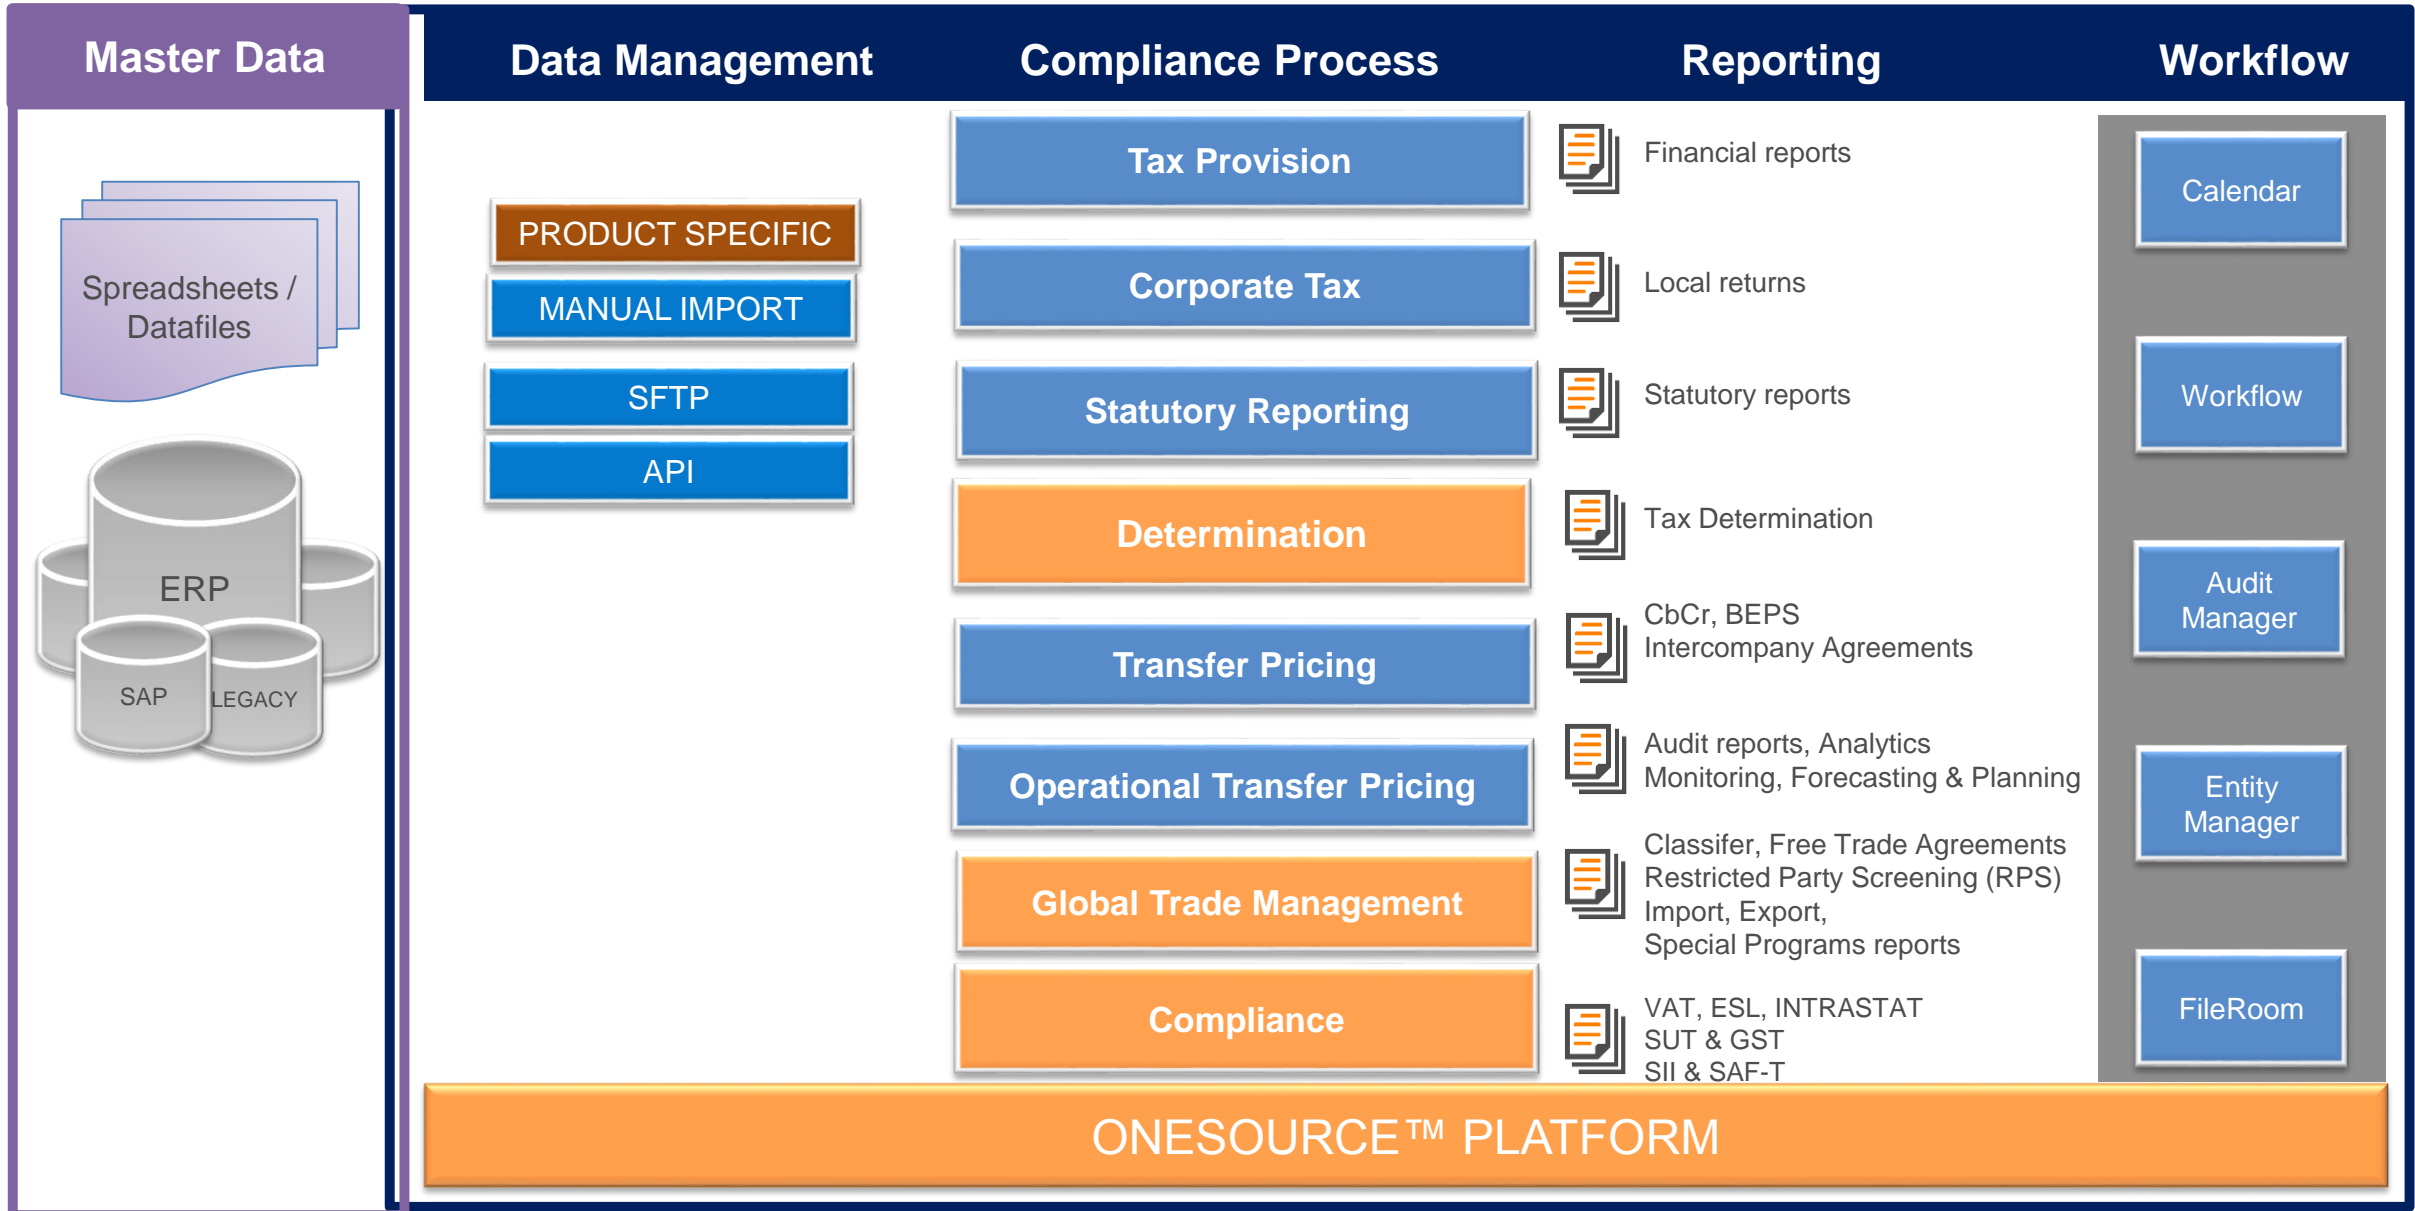 Master Data
Data Management
Compliance Process
Reporting
Workflow
Spreadsheets /
Datafiles
ERP
SAP
LEGACY
PRODUCT SPECIFIC
MANUAL IMPORT
SFTP
API
Tax Provision
Corporate Tax
Statutory Reporting
Determination
Transfer Pricing
Operational Transfer Pricing
Global Trade Management
Compliance
Financial reports
Local returns
Statutory reports
Tax Determination
CbCr, BEPS
Intercompany Agreements
Audit reports, Analytics
Monitoring, Forecasting & Planning
Classifer, Free Trade Agreements
Restricted Party Screening (RPS)
Import, Export,
Special Programs reports
VAT, ESL, INTRASTAT
SUT & GST
SII & SAF-T
Calendar
Workflow
Audit
Manager
Entity
Manager
FileRoom
ONESOURCE™ PLATFORM